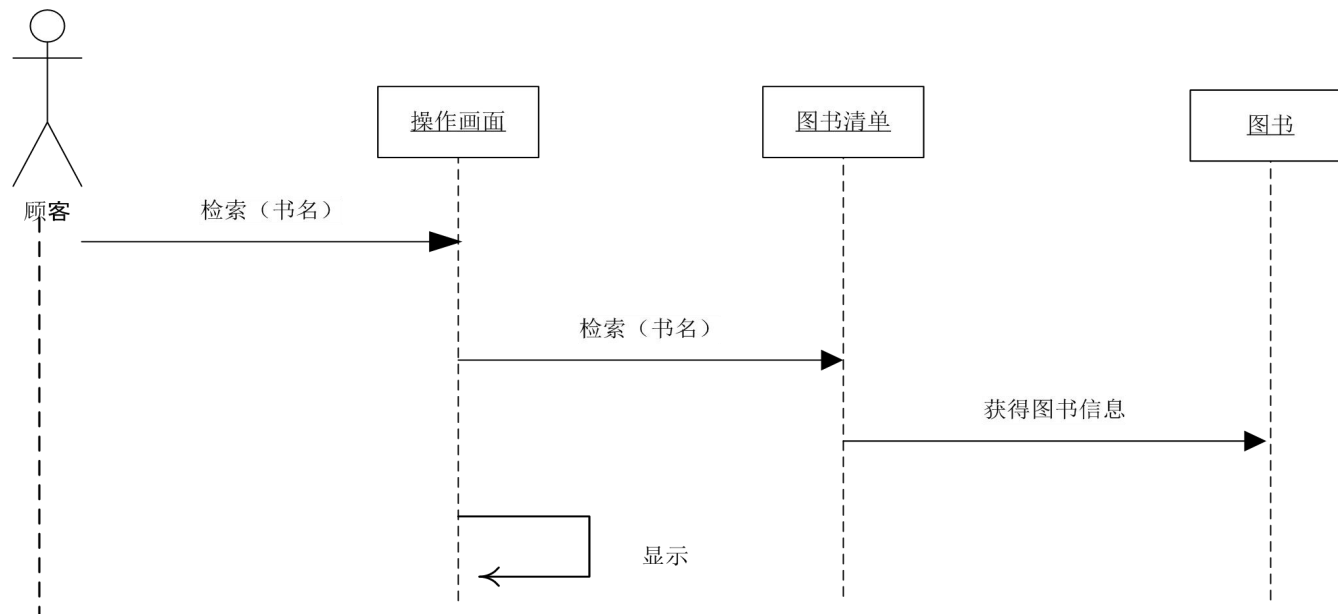 操作画面
图书清单
图书
顾客
检索（书名）
检索（书名）
获得图书信息
显示